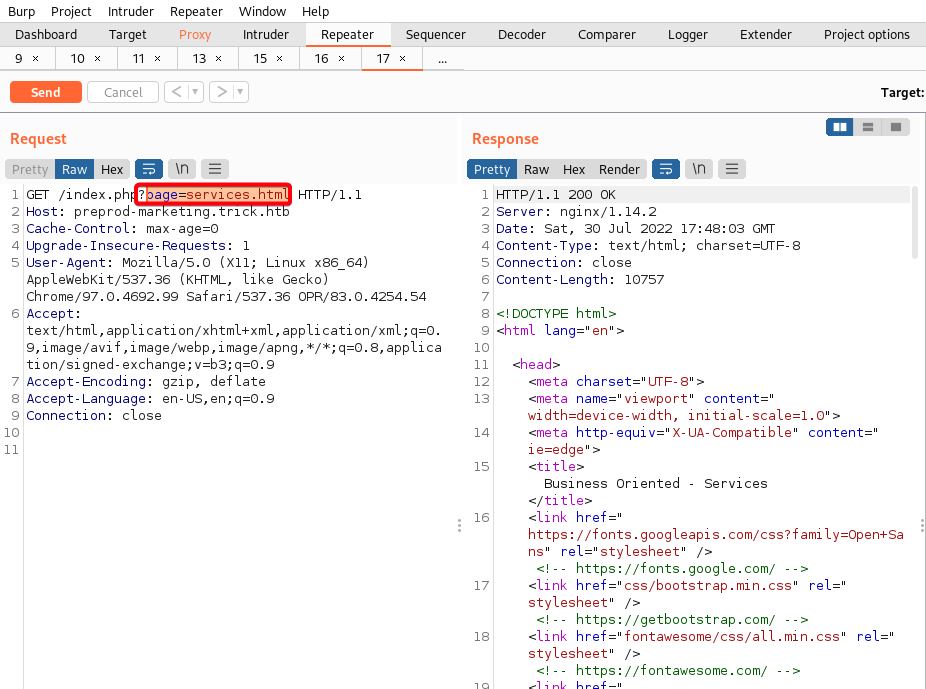 Burp Project Intruder Repeater Window Help
Dashboard Target Proxy Intruder Repeater Sequencer Decoder Comparer Logger Extender Project options
9 × 10 × 11 × 13 × 15 × 16 × 17 × ...
Send Cancel < ▾ > ▾ Target:
Request
Pretty Raw Hex \n
1 GET /index.php?page=services.html HTTP/1.1
2 Host: preprod-marketing.trick.htb
3 Cache-Control: max-age=0
4 Upgrade-Insecure-Requests: 1
5 User-Agent: Mozilla/5.0 (X11; Linux x86_64)
AppleWebKit/537.36 (KHTML, like Gecko)
Chrome/97.0.4692.99 Safari/537.36 OPR/83.0.4254.54
6 Accept:
text/html,application/xhtml+xml,application/xml;q=0.
9,image/avif,image/webp,image/apng,*/*;q=0.8,applica
tion/signed-exchange;v=b3;q=0.9
7 Accept-Encoding: gzip, deflate
8 Accept-Language: en-US,en;q=0.9
9 Connection: close
10
11
Response
Pretty Raw Hex Render \n
1 HTTP/1.1 200 OK
2 Server: nginx/1.14.2
3 Date: Sat, 30 Jul 2022 17:48:03 GMT
4 Content-Type: text/html; charset=UTF-8
5 Connection: close
6 Content-Length: 10757
7
8 <!DOCTYPE html>
9 <html lang="en">
10
11 <head>
12 <meta charset="UTF-8">
13 <meta name="viewport" content="
width=device-width, initial-scale=1.0">
14 <meta http-equiv="X-UA-Compatible" content="
ie=edge">
15 <title>
Business Oriented - Services
</title>
16 <link href="
https://fonts.googleapis.com/css?family=Open+Sa
ns" rel="stylesheet" />
<!-- https://fonts.google.com/ -->
17 <link href="css/bootstrap.min.css" rel="
stylesheet" />
<!-- https://getbootstrap.com/ -->
18 <link href="fontawesome/css/all.min.css" rel="
stylesheet" />
<!-- https://fontawesome.com/ -->
19 <link href="